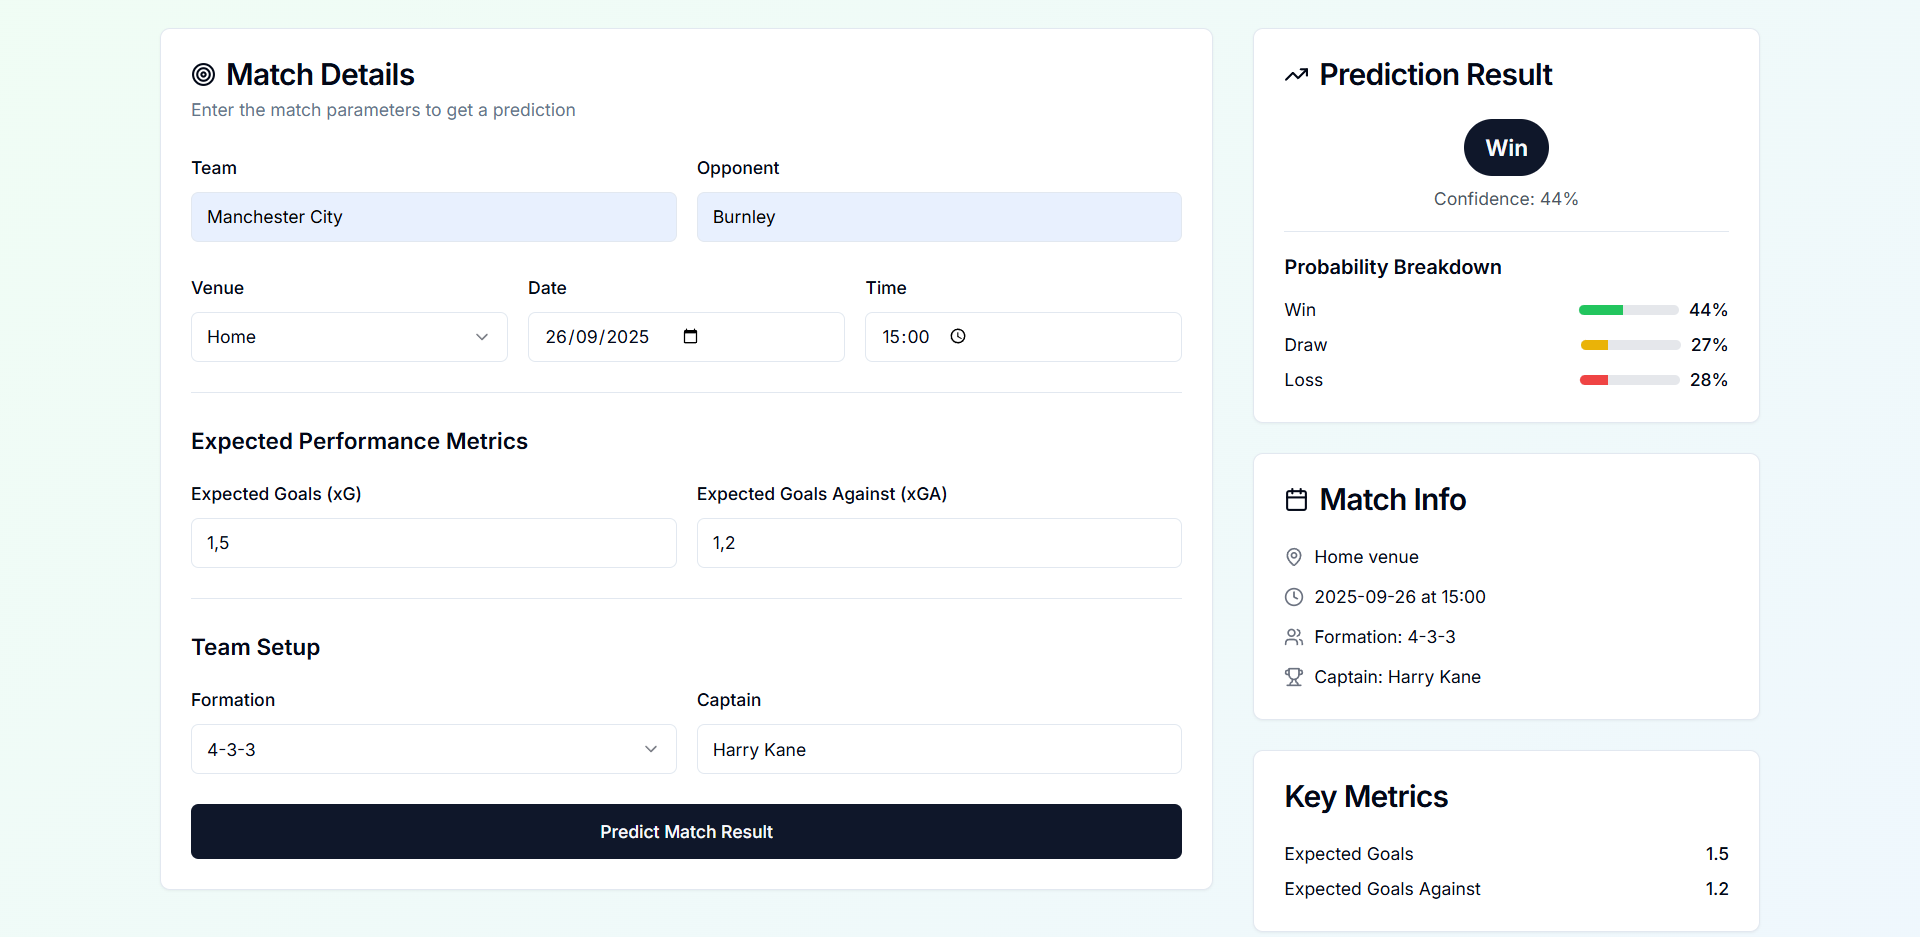 Match Details
Enter the match parameters to get a prediction
Team
Opponent
Manchester City
Burnley
Venue
Date
Time
Home
26/09/2025
15:00
Expected Performance Metrics
Expected Goals (xG)
Expected Goals Against (xGA)
1,5
1,2
Team Setup
Formation
Captain
4-3-3
Harry Kane
Predict Match Result
Prediction Result
Win
Confidence: 44%
Probability Breakdown
Win 44%
Draw 27%
Loss 28%
Match Info
Home venue
2025-09-26 at 15:00
Formation: 4-3-3
Captain: Harry Kane
Key Metrics
Expected Goals 1.5
Expected Goals Against 1.2